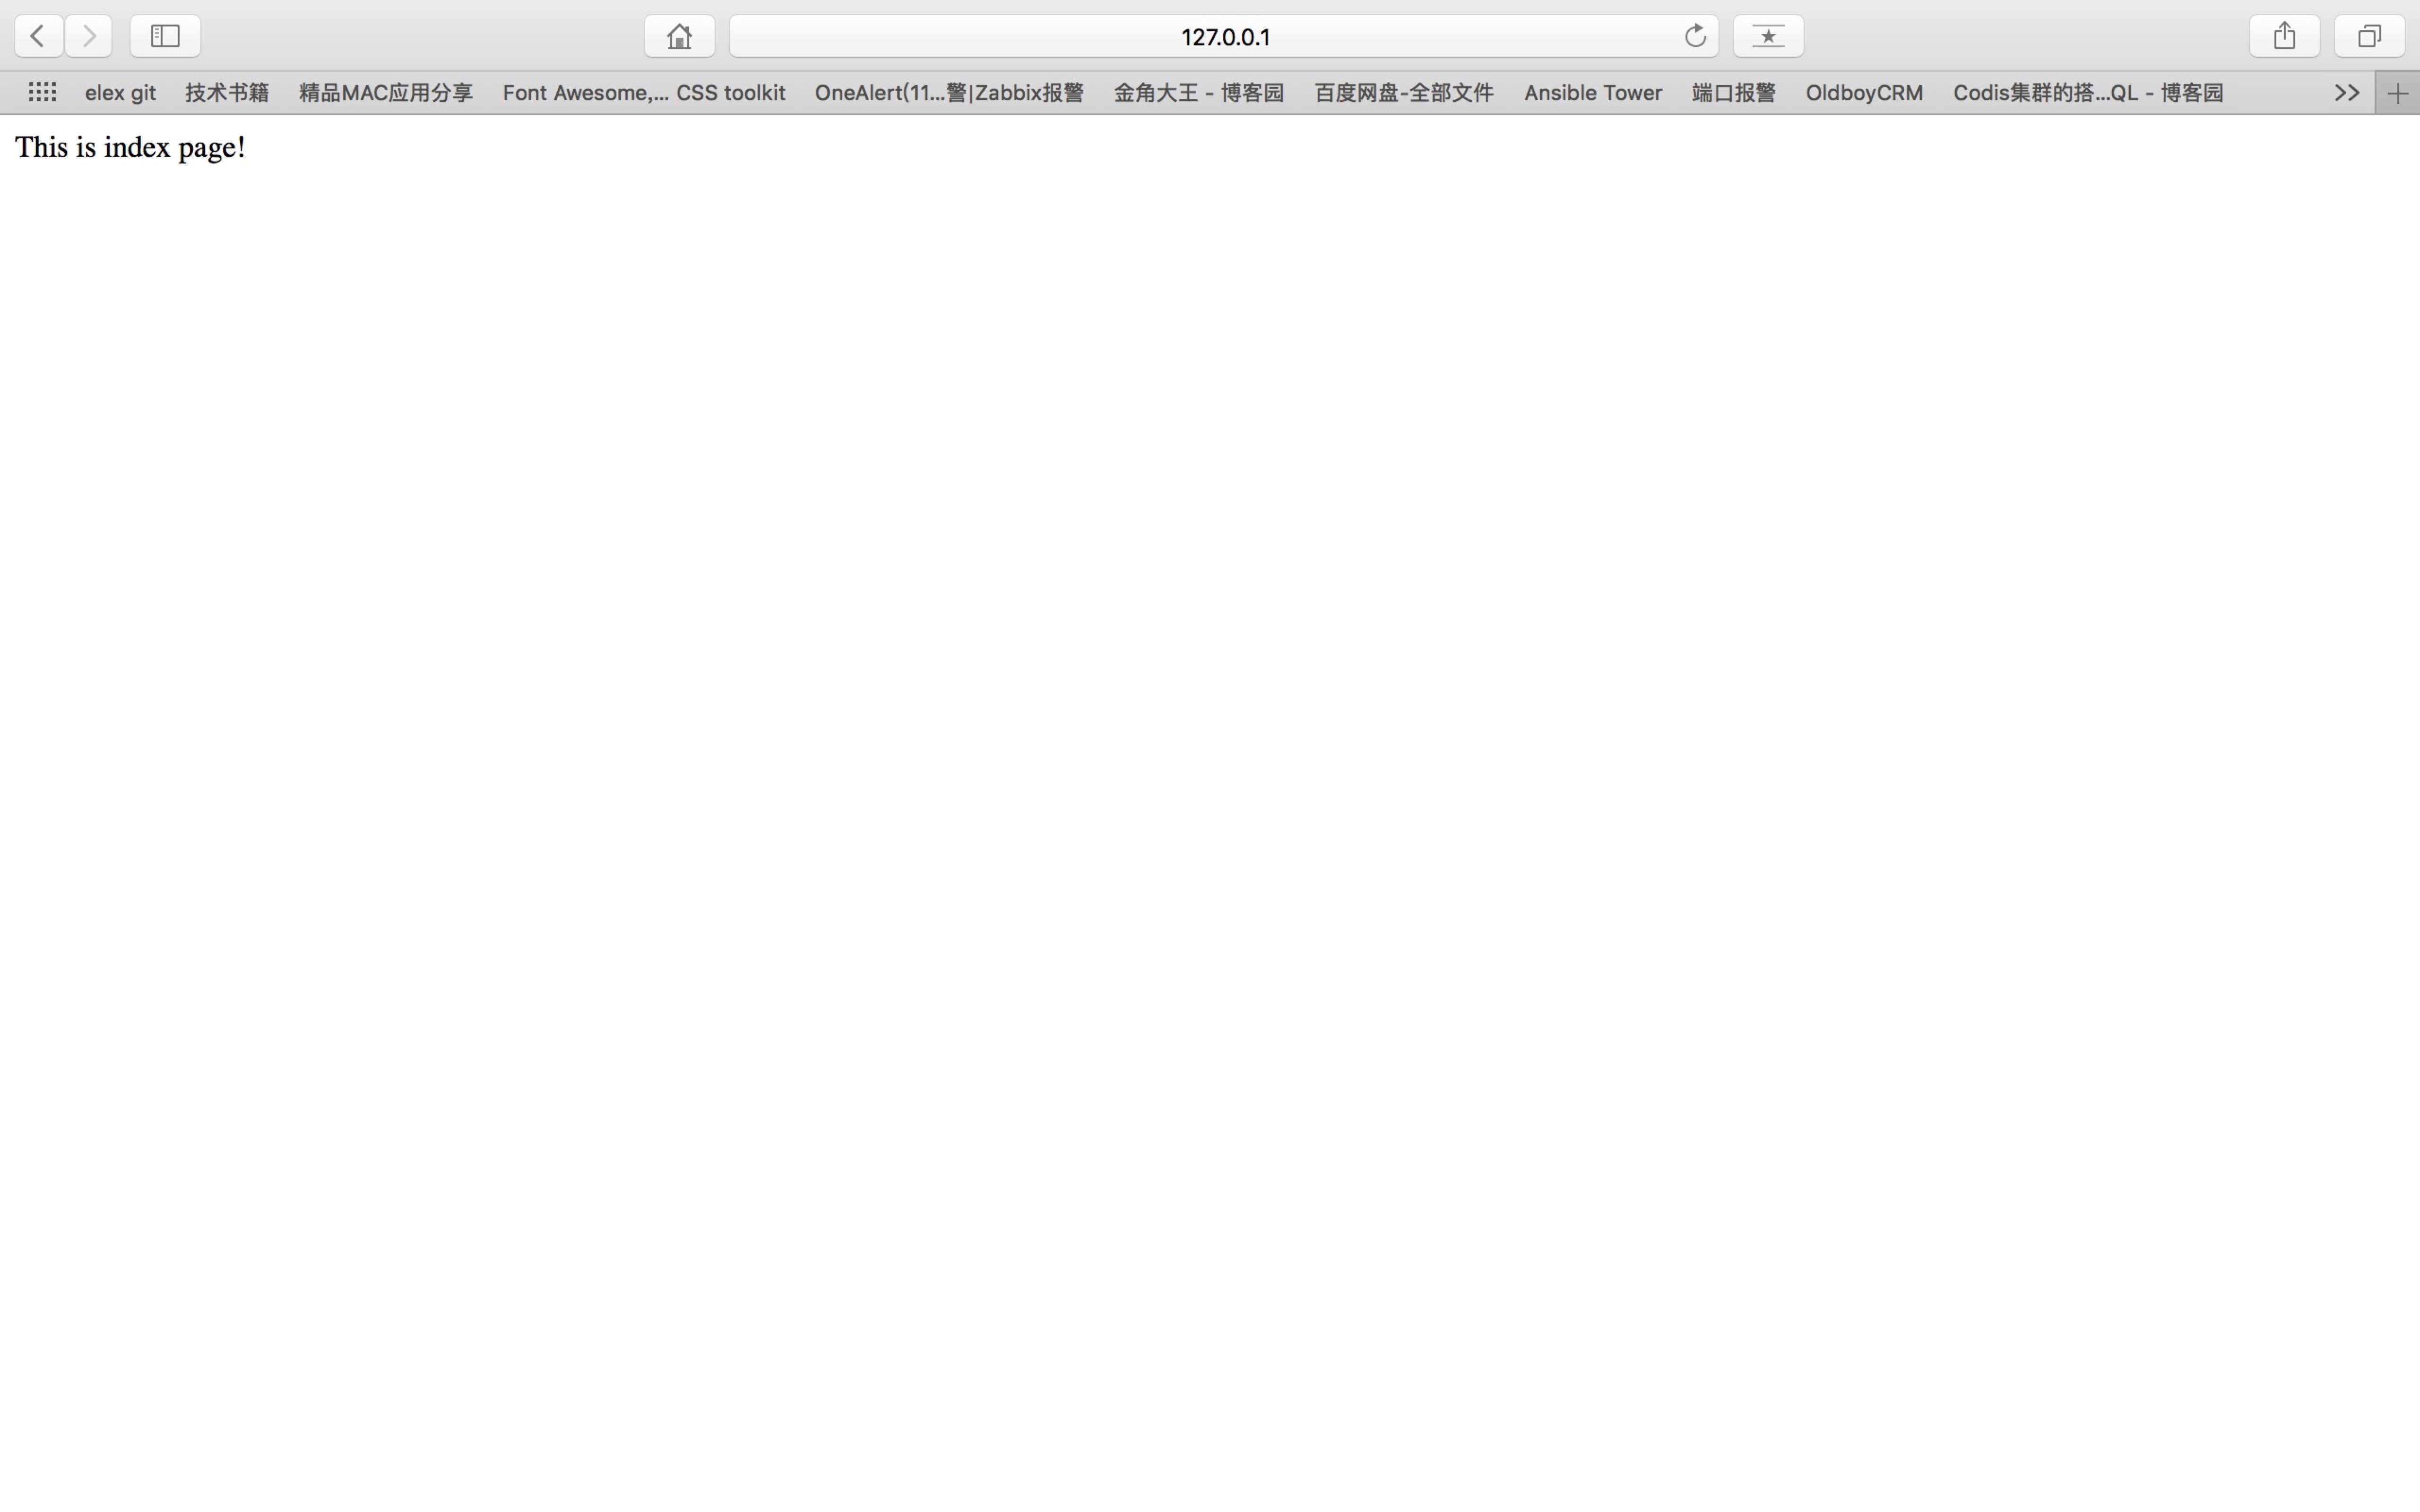 127.0.0.1
elex git 技术书籍 精品MAC应用分享 Font Awesome,... CSS toolkit OneAlert(11...警|Zabbix报警 金角大王 - 博客园 百度网盘-全部文件 Ansible Tower 端口报警 OldboyCRM Codis集群的搭...QL - 博客园
This is index page!